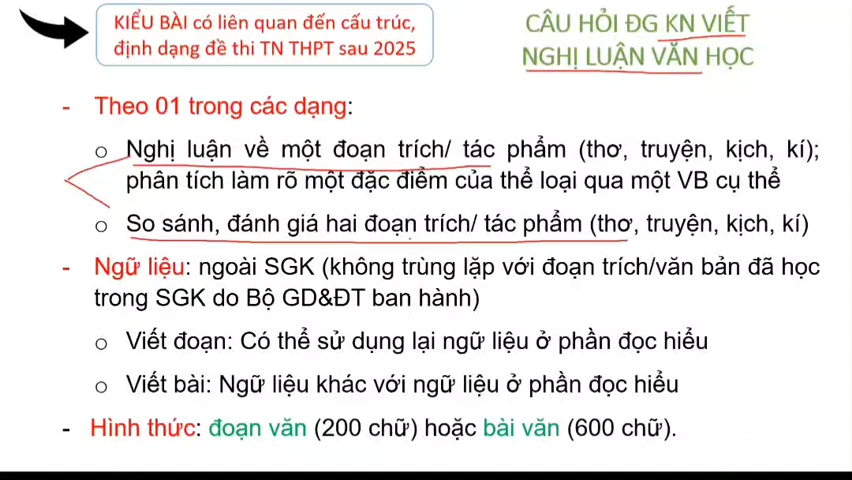 KIỂU BÀI có liên quan đến cấu trúc,
định dạng đề thi TN THPT sau 2025
CÂU HỎI ĐG KN VIẾT
NGHỊ LUẬN VĂN HỌC
- Theo 01 trong các dạng:
o Nghị luận về một đoạn trích/ tác phẩm (thơ, truyện, kịch, kí);
phân tích làm rõ một đặc điểm của thể loại qua một VB cụ thể
o So sánh, đánh giá hai đoạn trích/ tác phẩm (thơ, truyện, kịch, kí)
- Ngữ liệu: ngoài SGK (không trùng lặp với đoạn trích/văn bản đã học
trong SGK do Bộ GD&ĐT ban hành)
o Viết đoạn: Có thể sử dụng lại ngữ liệu ở phần đọc hiểu
o Viết bài: Ngữ liệu khác với ngữ liệu ở phần đọc hiểu
- Hình thức: đoạn văn (200 chữ) hoặc bài văn (600 chữ).